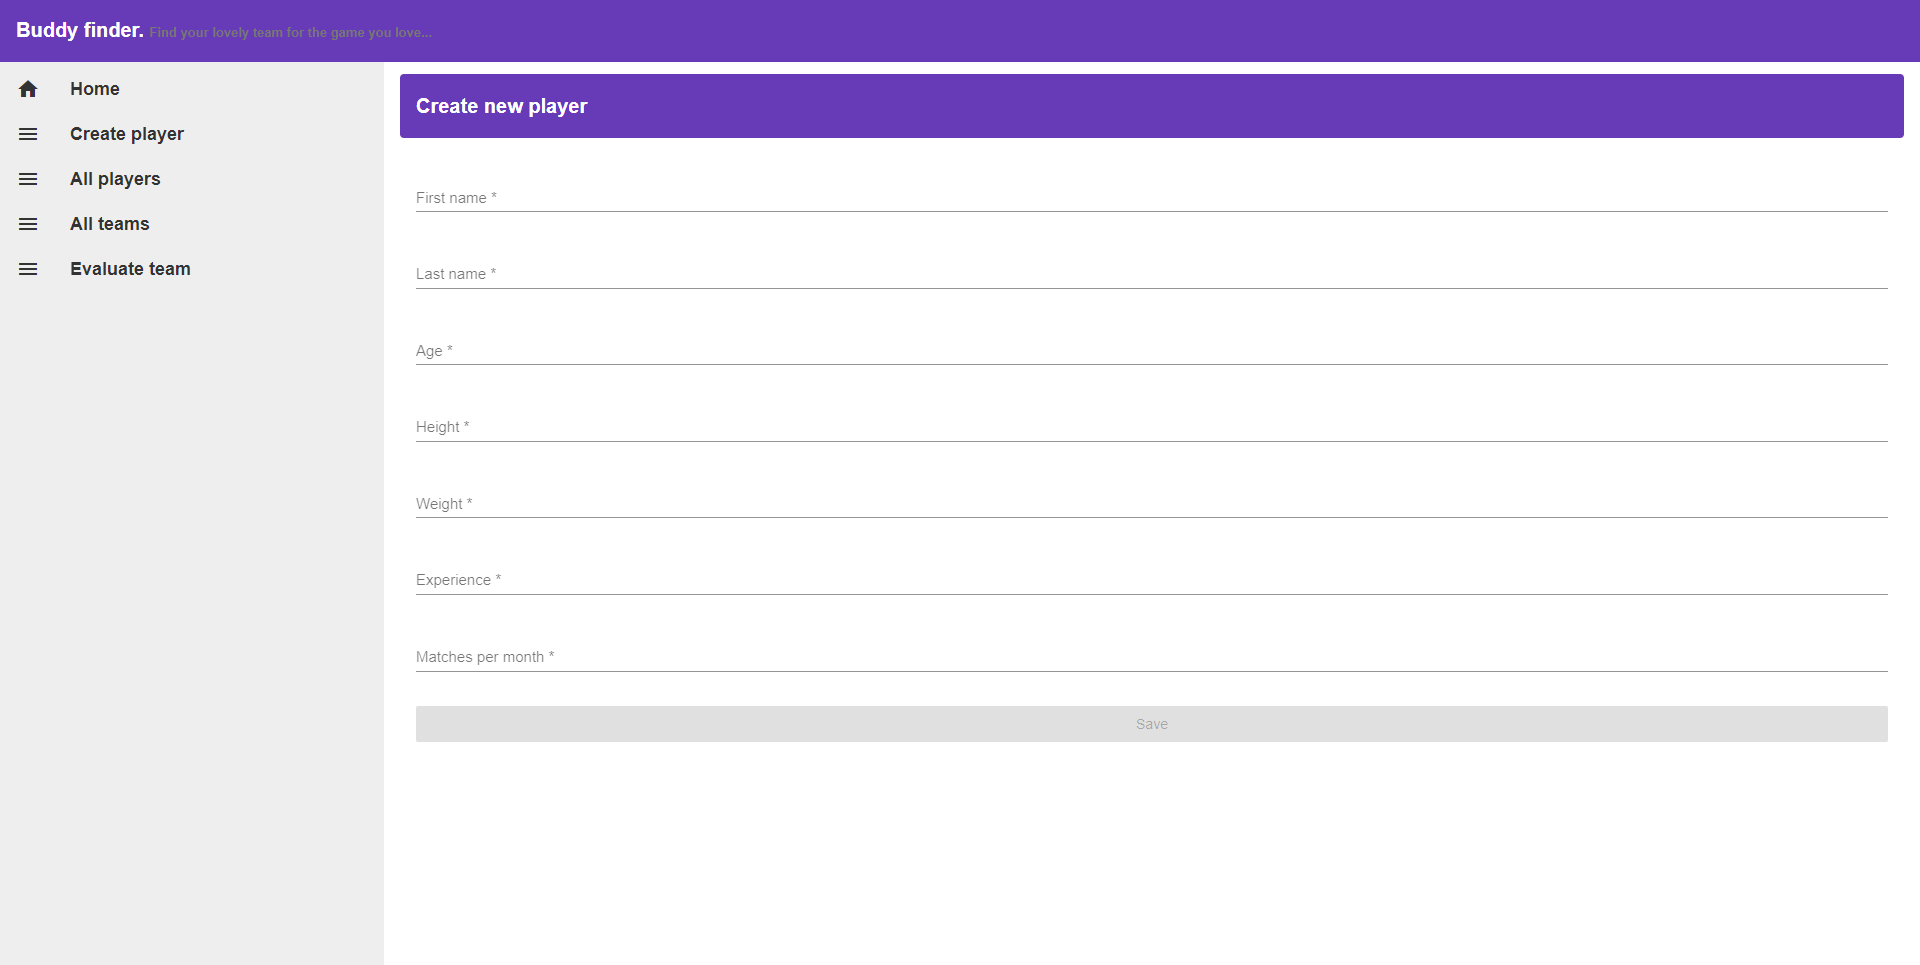 Buddy finder. Find your lovely team for the game you love...
Home
Create player
All players
All teams
Evaluate team
Create new player
First name *
Last name *
Age *
Height *
Weight *
Experience *
Matches per month *
Save